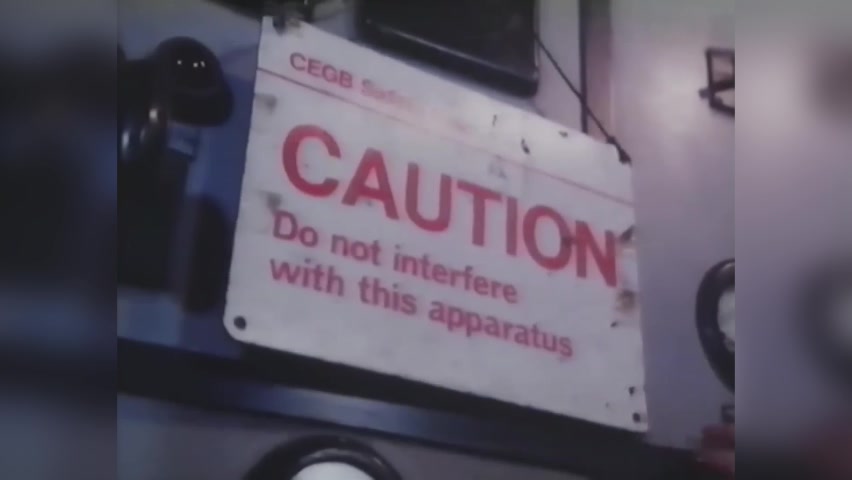 CEGB
CAUTION
Do not interfere
with this apparatus